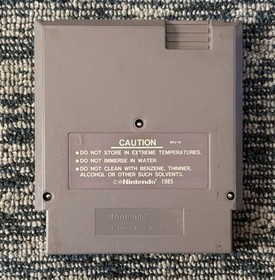 CAUTION
• DO NOT STORE IN EXTREME TEMPERATURES.
• DO NOT IMMERSE IN WATER.
• DO NOT CLEAN WITH BENZENE, THINNER,
ALCOHOL OR OTHER SUCH SOLVENTS.
©®Nintendo® 1985
Nintendo